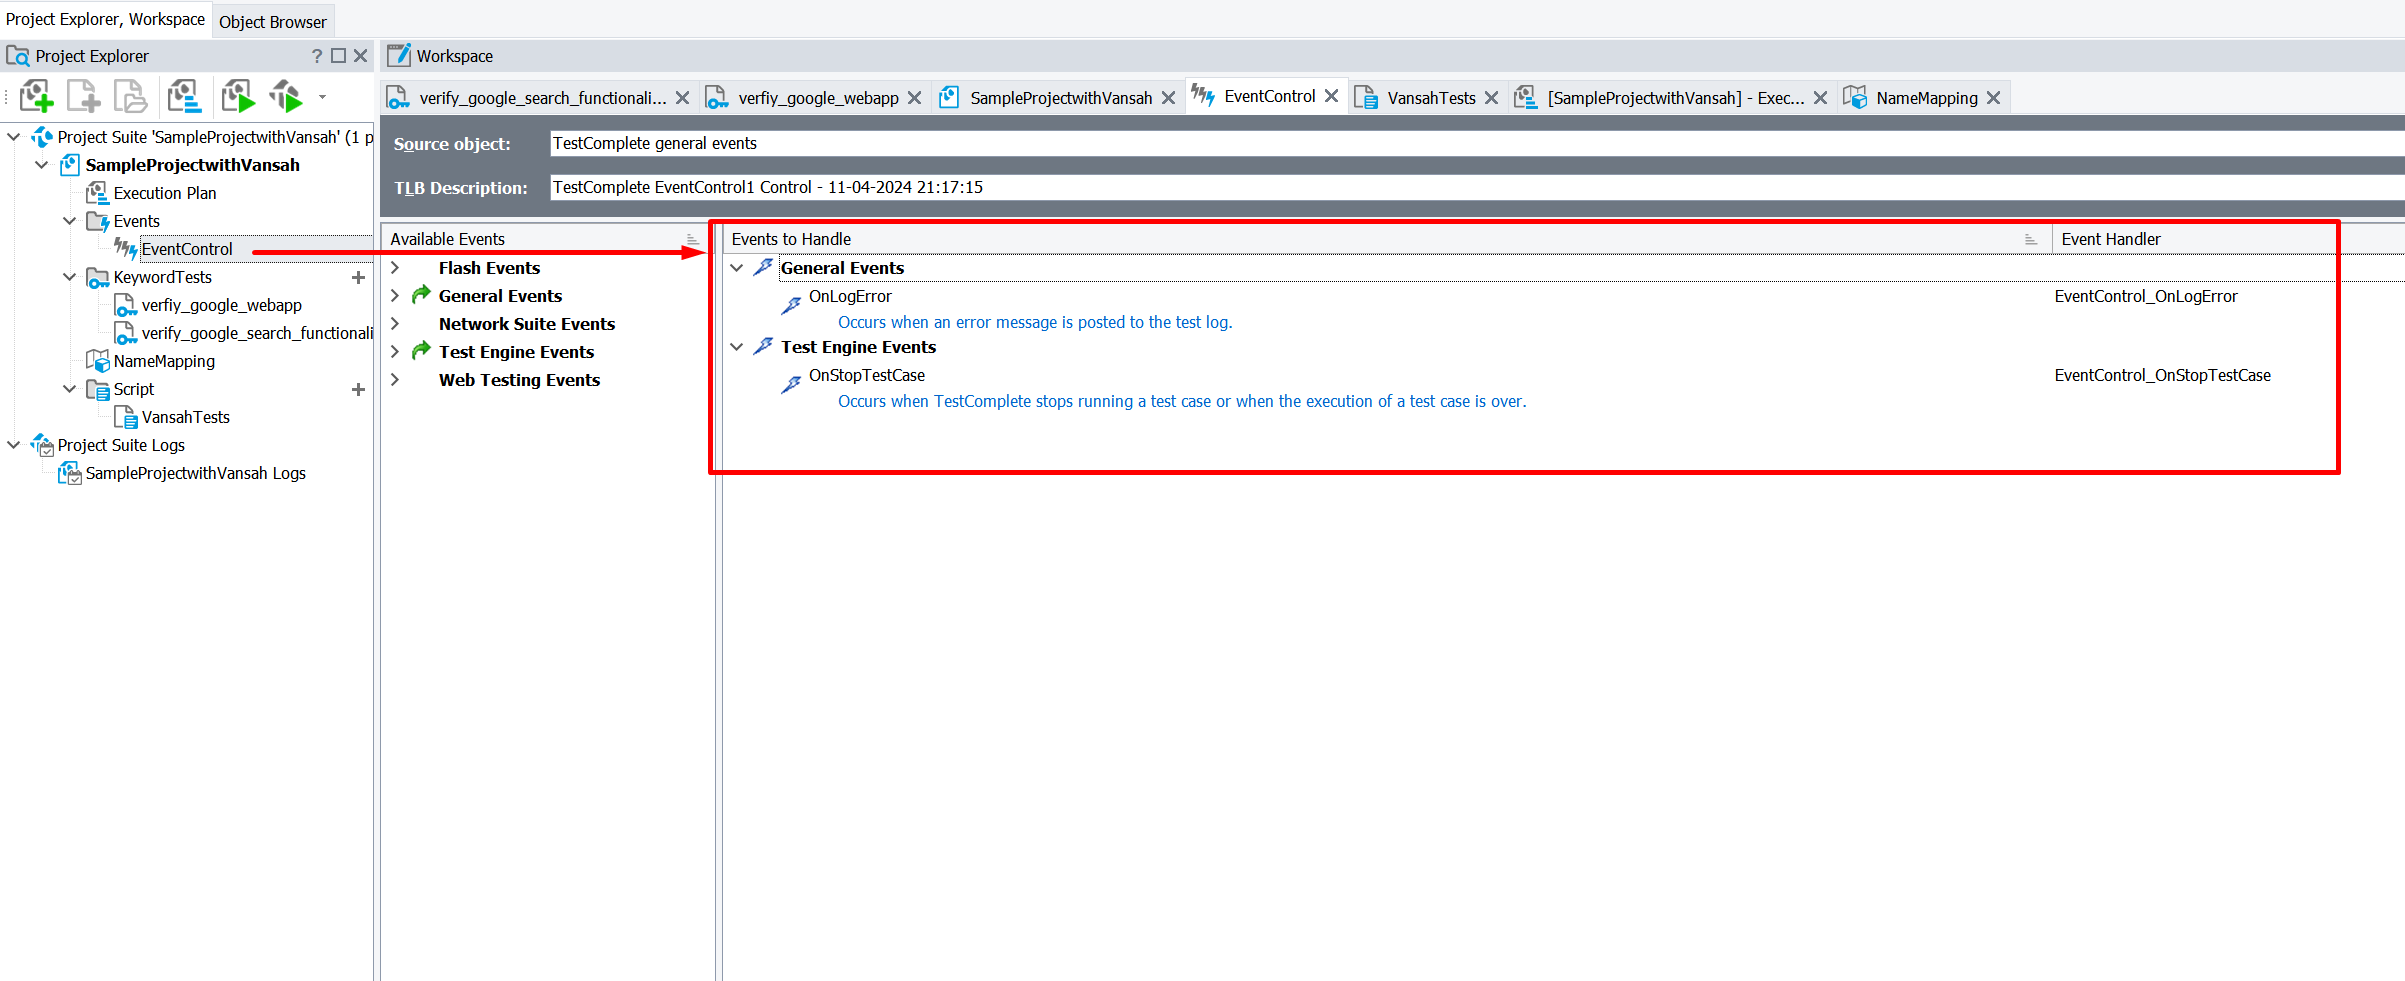 Project Explorer, Workspace
Object Browser
Project Explorer
?
Workspace
verify_google_search_functionali...
verfiy_google_webapp
SampleProjectwithVansah
EventControl
VansahTests
[SampleProjectwithVansah] - Exec...
NameMapping
Project Suite 'SampleProjectwithVansah' (1 p
SampleProjectwithVansah
Execution Plan
Events
EventControl
KeywordTests
verfiy_google_webapp
verify_google_search_functionali
NameMapping
Script
VansahTests
Project Suite Logs
SampleProjectwithVansah Logs
Source object:
TestComplete general events
TLB Description:
TestComplete EventControl1 Control - 11-04-2024 21:17:15
Available Events
Flash Events
General Events
Network Suite Events
Test Engine Events
Web Testing Events
Events to Handle
Event Handler
General Events
OnLogError
EventControl_OnLogError
Occurs when an error message is posted to the test log.
Test Engine Events
OnStopTestCase
EventControl_OnStopTestCase
Occurs when TestComplete stops running a test case or when the execution of a test case is over.